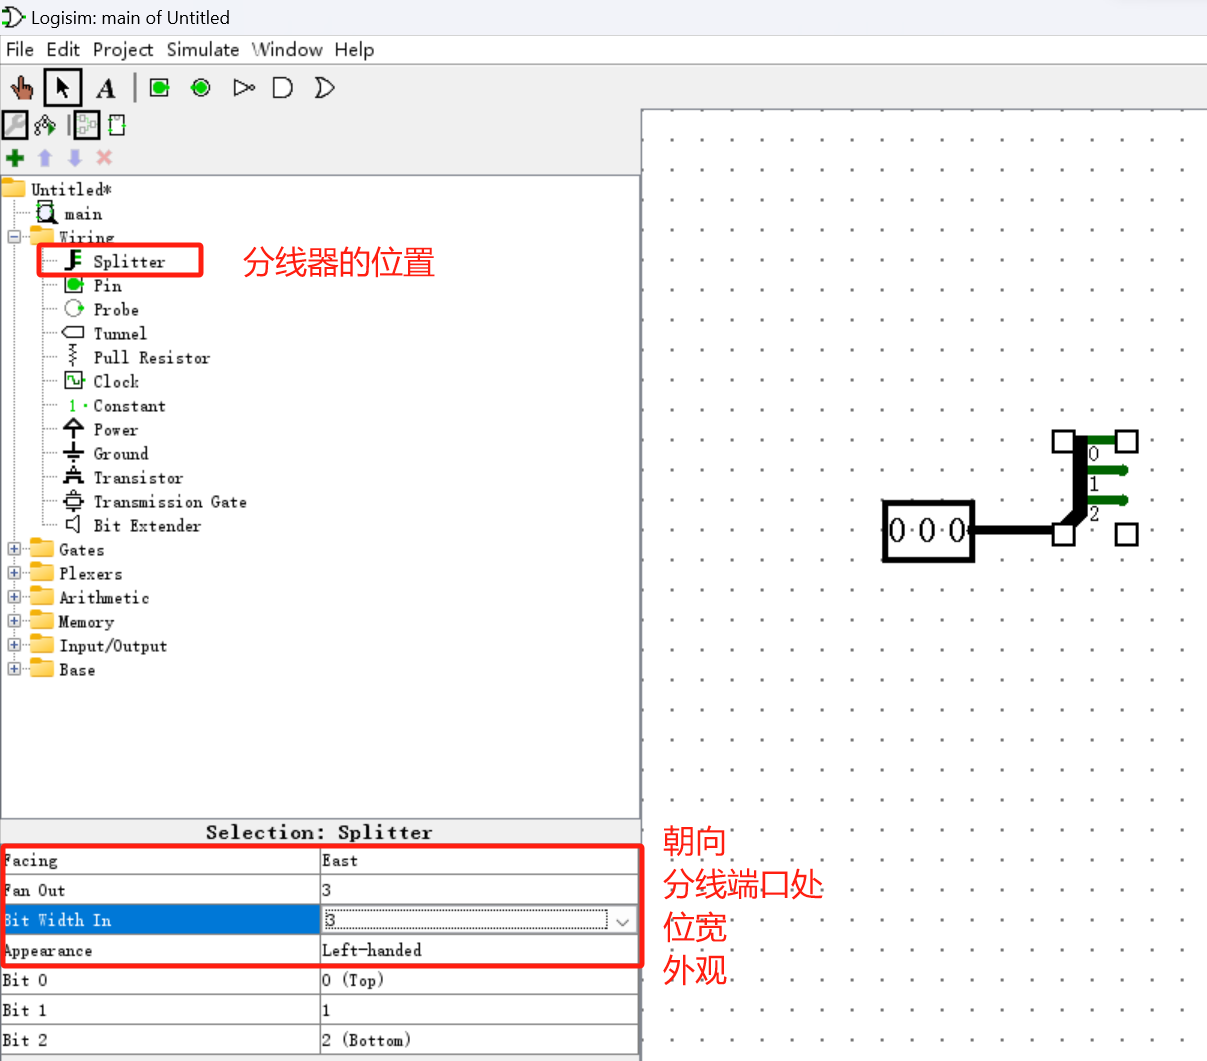 Logisim: main of Untitled
File Edit Project Simulate Window Help
A
Untitled*
main
Wiring
Splitter
分线器的位置
Pin
Probe
Tunnel
Pull Resistor
Clock
1 Constant
Power
Ground
Transistor
Transmission Gate
Bit Extender
Gates
Plexers
Arithmetic
Memory
Input/Output
Base
0
1
2
0 0 0
Selection: Splitter
Facing East
朝向
Fan Out 3
分线端口处
Bit Width In 3
位宽
Appearance Left-handed
外观
Bit 0 0 (Top)
Bit 1 1
Bit 2 2 (Bottom)